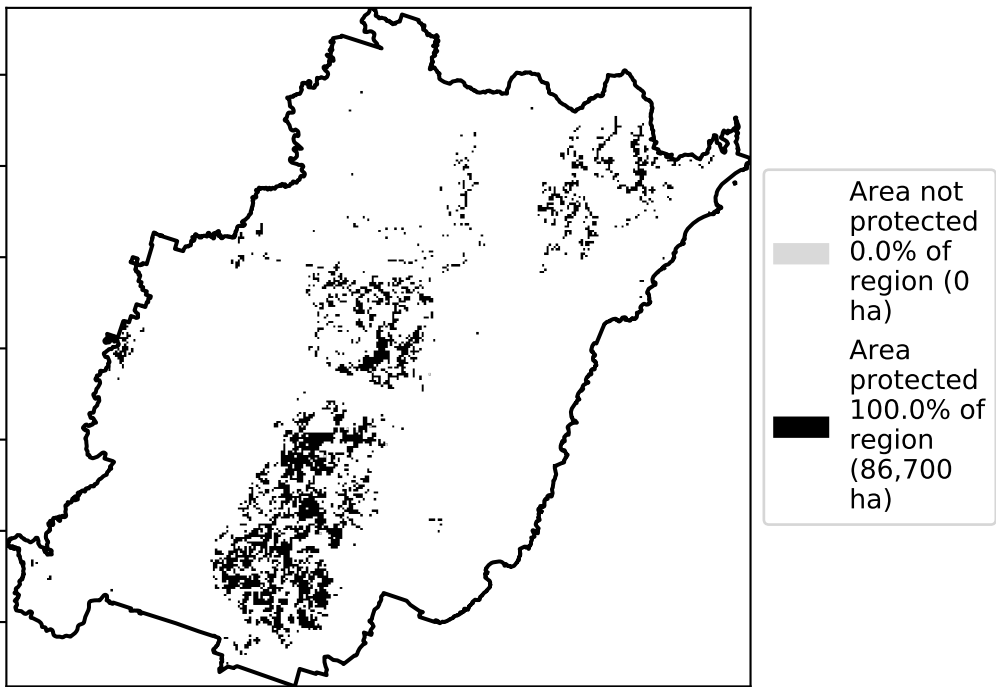 Area not
protected
0.0% of
region (0
ha)
Area
protected
100.0% of
region
(86,700
ha)